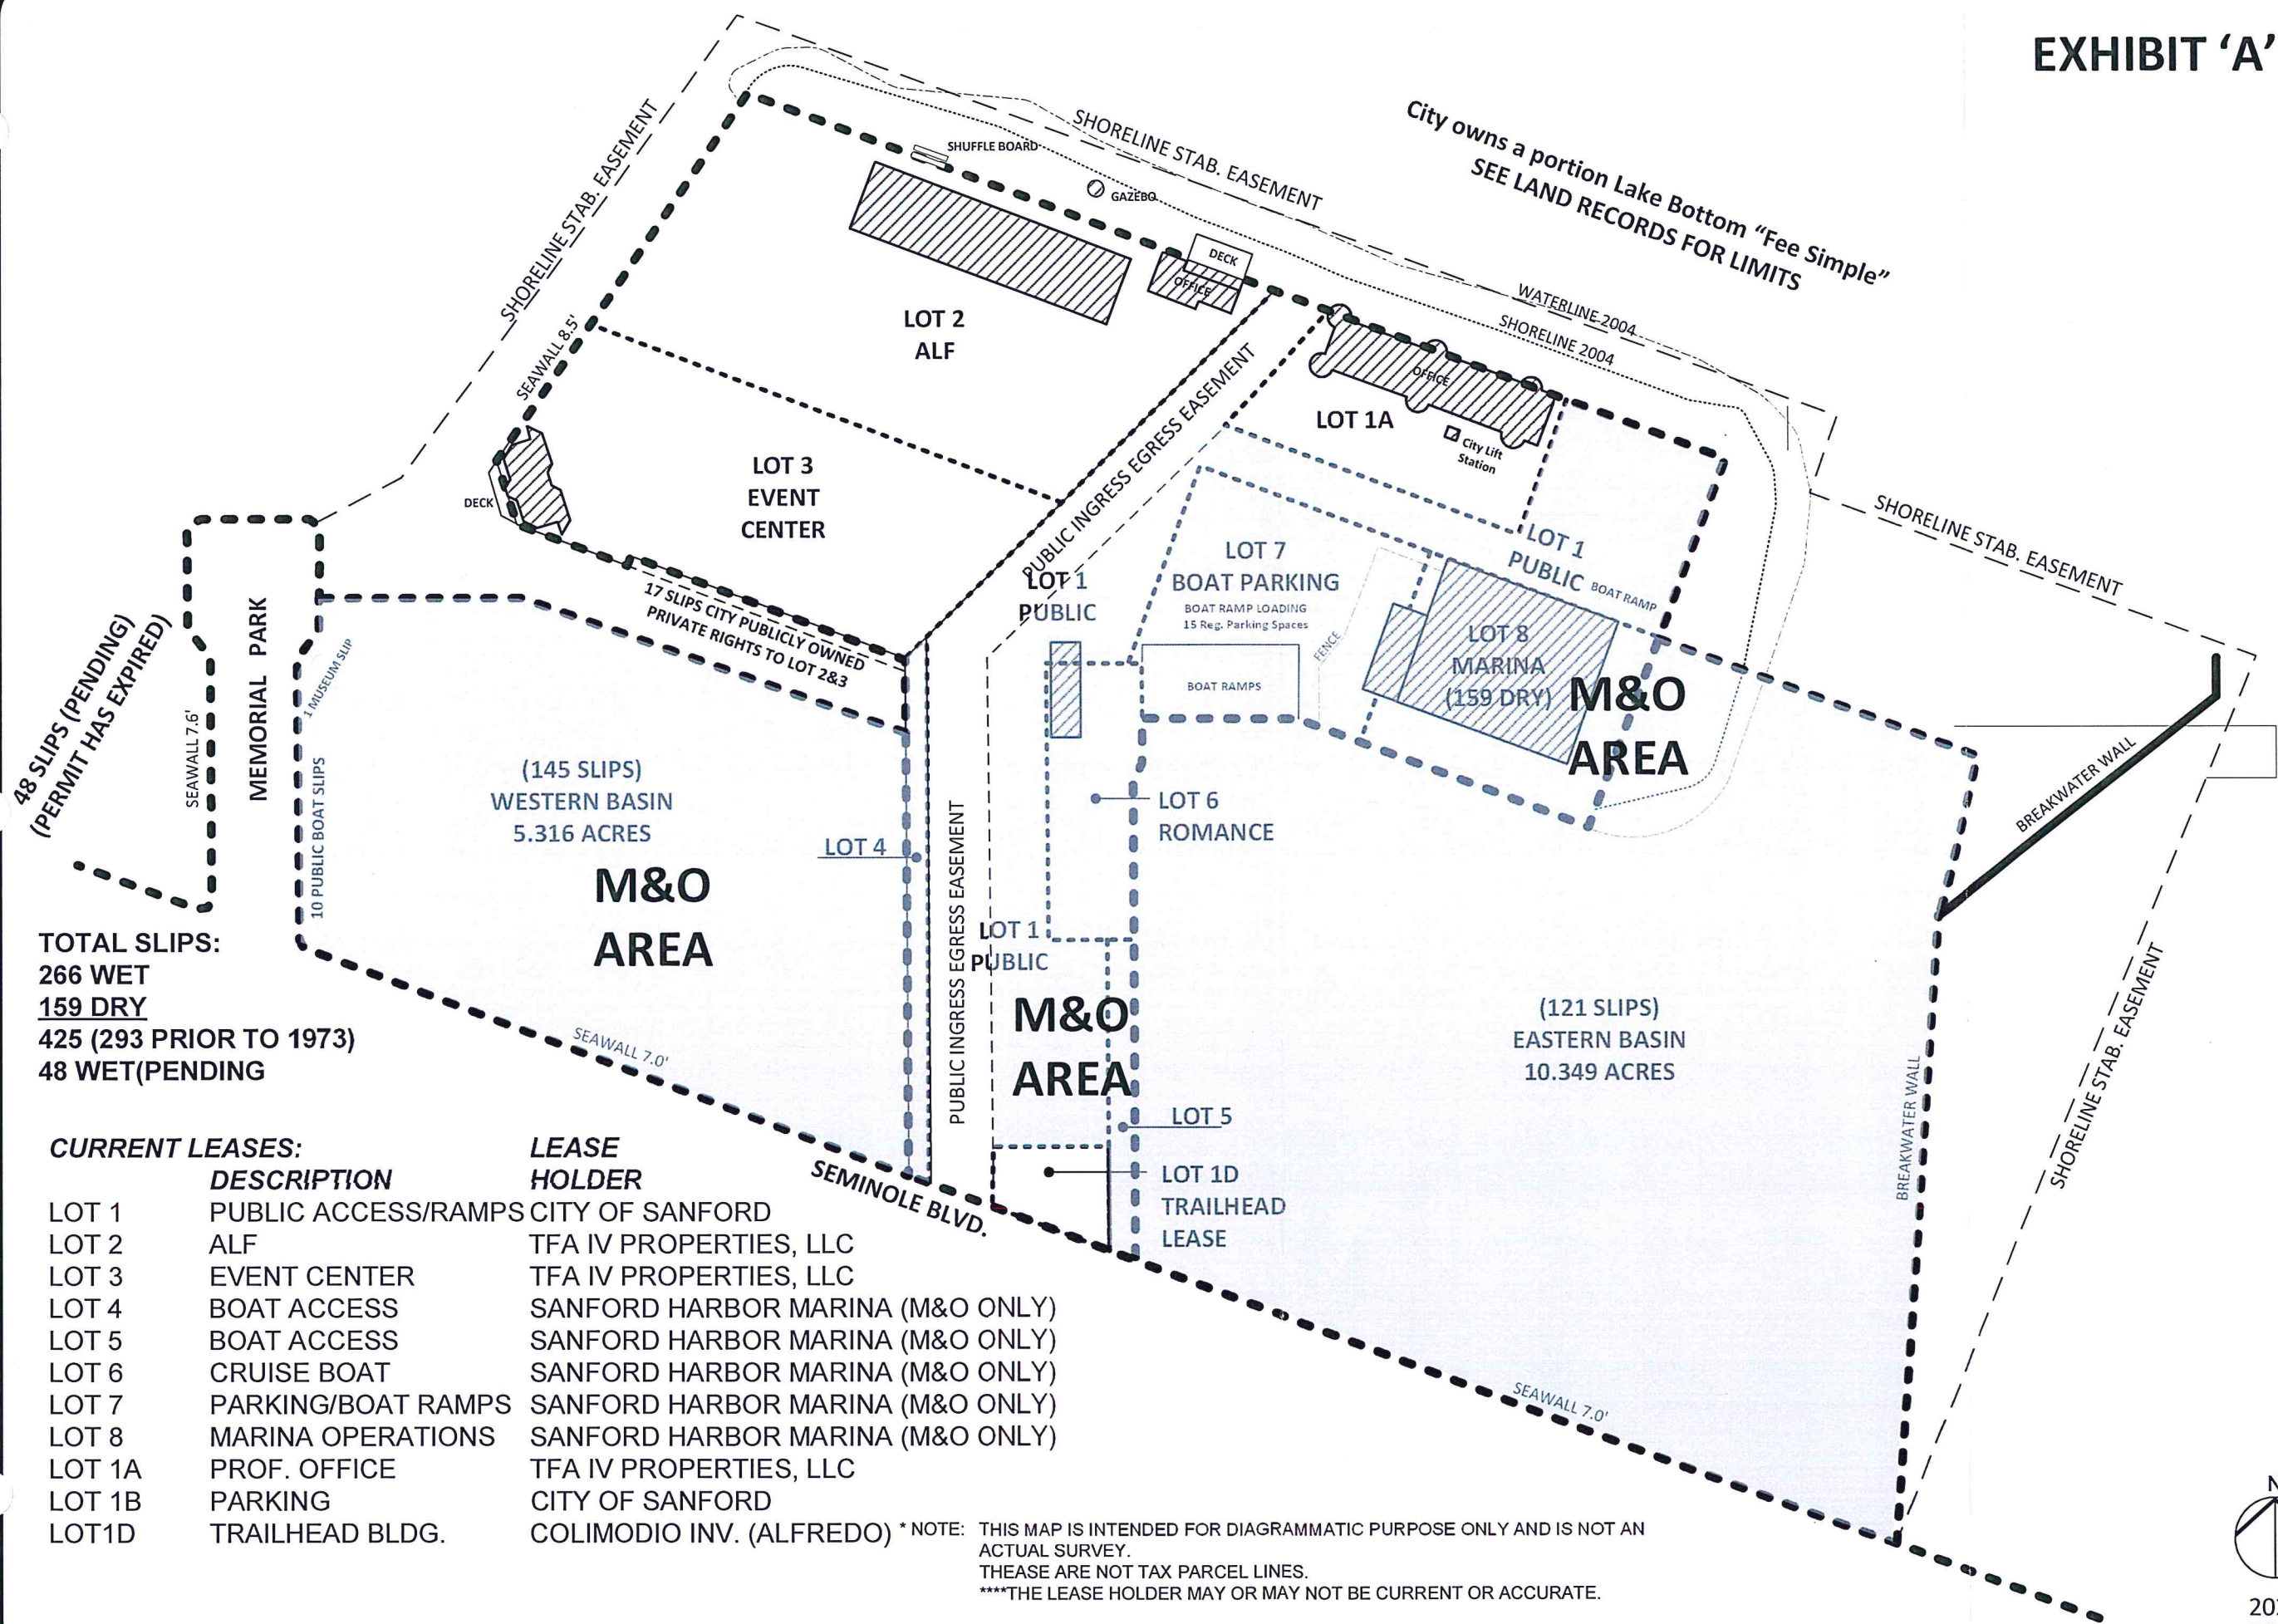 EXHIBIT ‘A’
City owns a portion Lake Bottom “Fee Simple”
SEE LAND RECORDS FOR LIMITS
SHORELINE STAB. EASEMENT
SHORELINE STAB. EASEMENT
SHUFFLE BOARD
GAZEBO
DECK
OFFICE
WATERLINE 2004
SHORELINE 2004
LOT 2
ALF
SEAWALL 8.5'
OFFICE
LOT 1A
City Lift
Station
PUBLIC INGRESS EGRESS EASEMENT
LOT 3
EVENT
CENTER
DECK
SHORELINE STAB. EASEMENT
LOT 1
PUBLIC
BOAT RAMP
LOT 7
BOAT PARKING
BOAT RAMP LOADING
15 Reg. Parking Spaces
LOT 1
PUBLIC
17 SLIPS CITY PUBLICLY OWNED
PRIVATE RIGHTS TO LOT 2&3
FENCE
LOT 8
MARINA
(159 DRY)
M&O
AREA
BOAT RAMPS
48 SLIPS (PENDING)
(PERMIT HAS EXPIRED)
SEAWALL 7.6'
MEMORIAL PARK
1 MUSEUM SLIP
10 PUBLIC BOAT SLIPS
(145 SLIPS)
WESTERN BASIN
5.316 ACRES
M&O
AREA
LOT 4
PUBLIC INGRESS EGRESS EASEMENT
LOT 6
ROMANCE
BREAKWATER WALL
LOT 1
PUBLIC
M&O
AREA
(121 SLIPS)
EASTERN BASIN
10.349 ACRES
BREAKWATER WALL
SHORELINE STAB. EASEMENT
LOT 5
LOT 1D
TRAILHEAD
LEASE
SEAWALL 7.0'
SEMINOLE BLVD.
SEAWALL 7.0'
TOTAL SLIPS:
266 WET
159 DRY
425 (293 PRIOR TO 1973)
48 WET(PENDING
CURRENT LEASES: LEASE
DESCRIPTION HOLDER
LOT 1 PUBLIC ACCESS/RAMPS CITY OF SANFORD
LOT 2 ALF TFA IV PROPERTIES, LLC
LOT 3 EVENT CENTER TFA IV PROPERTIES, LLC
LOT 4 BOAT ACCESS SANFORD HARBOR MARINA (M&O ONLY)
LOT 5 BOAT ACCESS SANFORD HARBOR MARINA (M&O ONLY)
LOT 6 CRUISE BOAT SANFORD HARBOR MARINA (M&O ONLY)
LOT 7 PARKING/BOAT RAMPS SANFORD HARBOR MARINA (M&O ONLY)
LOT 8 MARINA OPERATIONS SANFORD HARBOR MARINA (M&O ONLY)
LOT 1A PROF. OFFICE TFA IV PROPERTIES, LLC
LOT 1B PARKING CITY OF SANFORD
LOT1D TRAILHEAD BLDG. COLIMODIO INV. (ALFREDO)
* NOTE: THIS MAP IS INTENDED FOR DIAGRAMMATIC PURPOSE ONLY AND IS NOT AN
ACTUAL SURVEY.
THEASE ARE NOT TAX PARCEL LINES.
****THE LEASE HOLDER MAY OR MAY NOT BE CURRENT OR ACCURATE.
N